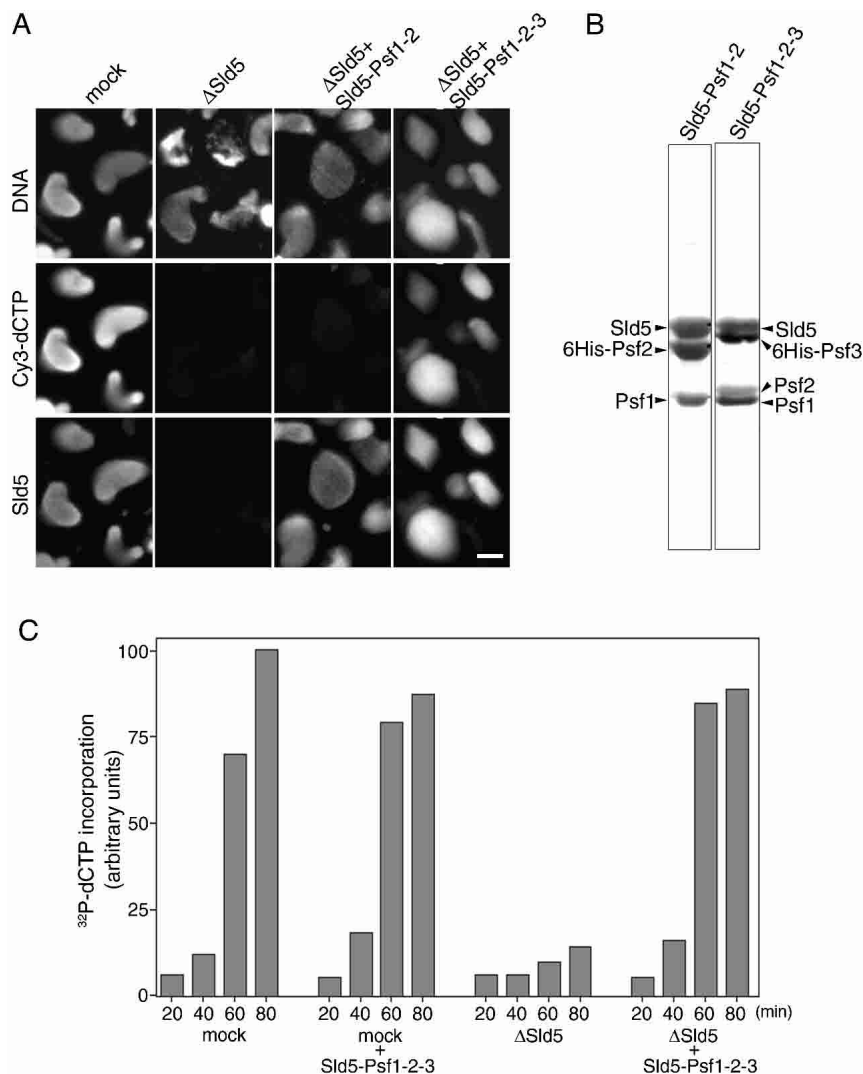 A
mock
ΔSld5
ΔSld5+
Sld5-Psf1-2
ΔSld5+
Sld5-Psf1-2-3
DNA
Cy3-dCTP
Sld5
B
Sld5-Psf1-2
Sld5-Psf1-2-3
Sld5
6His-Psf2
Psf1
Sld5
6His-Psf3
Psf2
Psf1
C
³²P-dCTP incorporation
(arbitrary units)
100
75
50
25
0
20 40 60 80 20 40 60 80 20 40 60 80 20 40 60 80 (min)
mock mock ΔSld5 ΔSld5
+ +
Sld5-Psf1-2-3 Sld5-Psf1-2-3